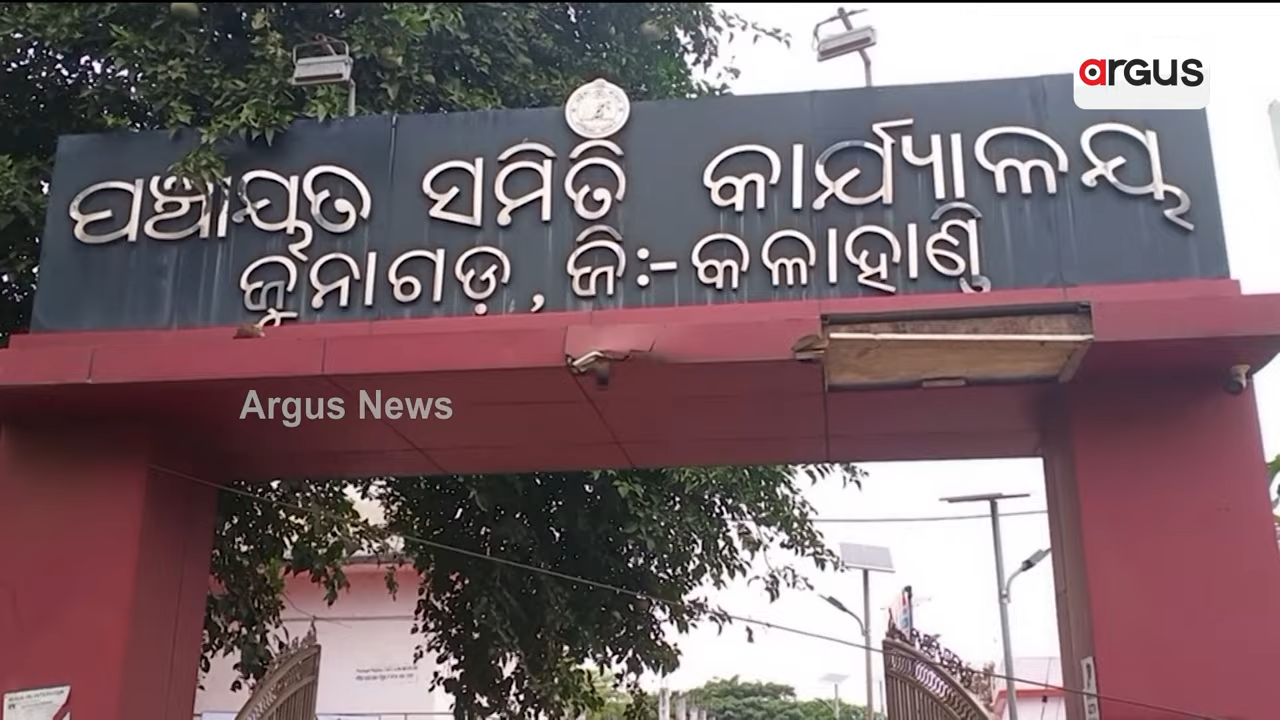 argus
ପଞ୍ଚାୟତ ସମିତି କାର୍ଯ୍ୟାଳୟ
ଜୁନାଗଡ଼, ଜି:-କଳାହାଣ୍ଡି
Argus News